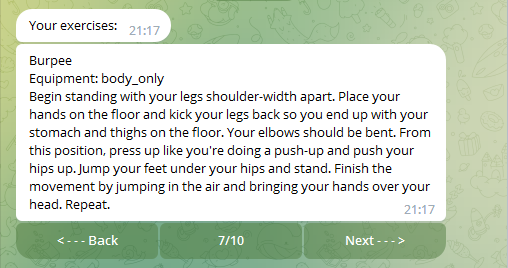 Your exercises:
21:17
Burpee
Equipment: body_only
Begin standing with your legs shoulder-width apart. Place your
hands on the floor and kick your legs back so you end up with your
stomach and thighs on the floor. Your elbows should be bent. From
this position, press up like you're doing a push-up and push your
hips up. Jump your feet under your hips and stand. Finish the
movement by jumping in the air and bringing your hands over your
head. Repeat.
21:17
<--- Back
7/10
Next --->